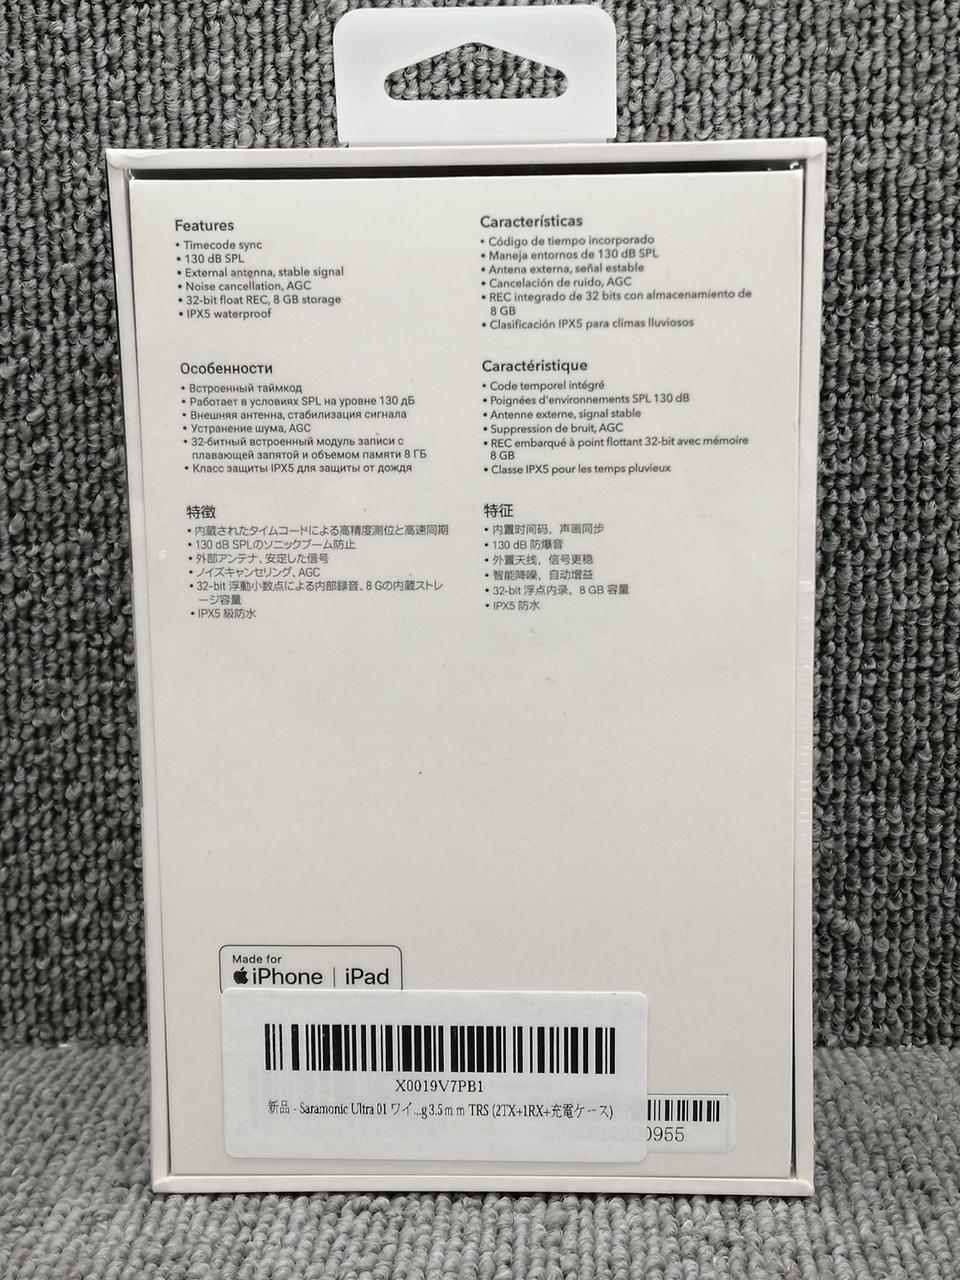 Features
• Timecode sync
• 130 dB SPL
• External antenna, stable signal
• Noise cancellation, AGC
• 32-bit float REC, 8 GB storage
• IPX5 waterproof
Características
• Código de tiempo incorporado
• Maneja entornos de 130 dB SPL
• Antena externa, señal estable
• Cancelación de ruido, AGC
• REC integrado de 32 bits con almacenamiento de
8 GB
• Clasificación IPX5 para climas lluviosos
Особенности
• Встроенный таймкод
• Работает в условиях SPL на уровне 130 дБ
• Внешняя антенна, стабилизация сигнала
• Устранение шума, AGC
• 32-битный встроенный модуль записи с
плавающей запятой и объемом памяти 8 ГБ
• Класс защиты IPX5 для защиты от дождя
Caractéristique
• Code temporel intégré
• Poignées d'environnements SPL 130 dB
• Antenne externe, signal stable
• Suppression de bruit, AGC
• REC embarqué à point flottant 32-bit avec mémoire
8 GB
• Classe IPX5 pour les temps pluvieux
特徴
• 内蔵されたタイムコードによる高精度測位と高速同期
• 130 dB SPLのソニックブーム防止
• 外部アンテナ、安定した信号
• ノイズキャンセリング、AGC
• 32-bit 浮動小数点による内部録音、8 Gの内蔵ストレ
ージ容量
• IPX5 級防水
特征
• 内置时间码，声画同步
• 130 dB 防爆音
• 外置天线，信号更稳
• 智能降噪，自动增益
• 32-bit 浮点内录，8 GB 容量
• IPX5 防水
Made for
iPhone | iPad
X0019V7PB1
新品 - Saramonic Ultra 01 ワイ...g3.5ｍｍ TRS (2TX+1RX+充電ケース)
0955